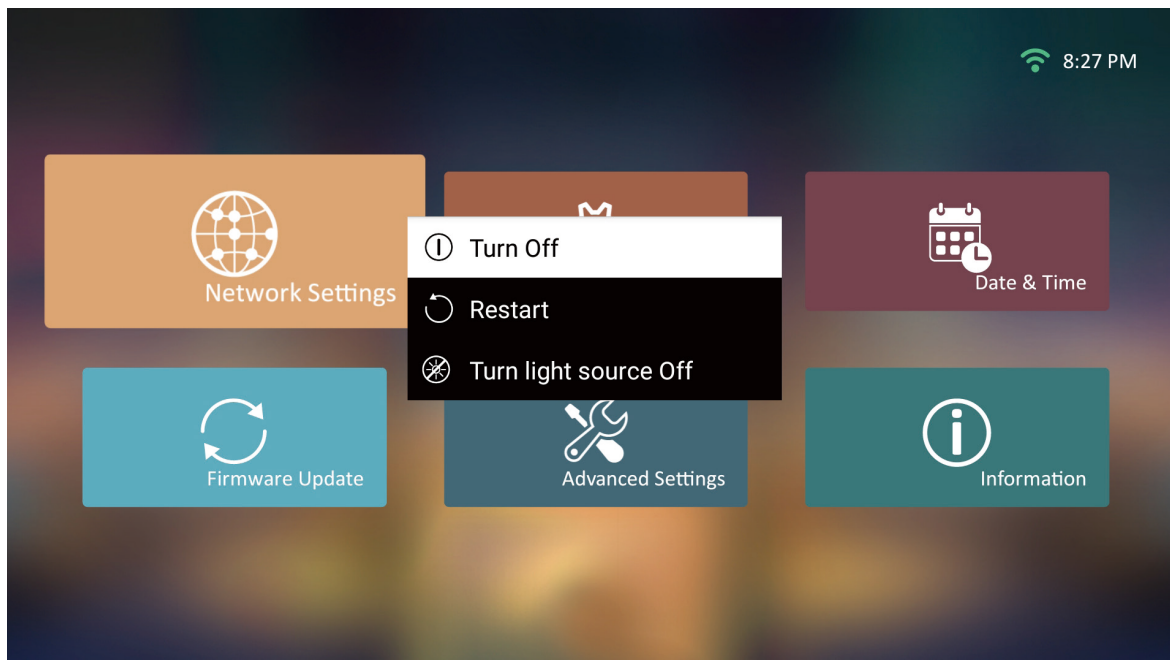 8:27 PM
Network Settings
Turn Off
Restart
Turn light source Off
Date & Time
Firmware Update
Advanced Settings
Information